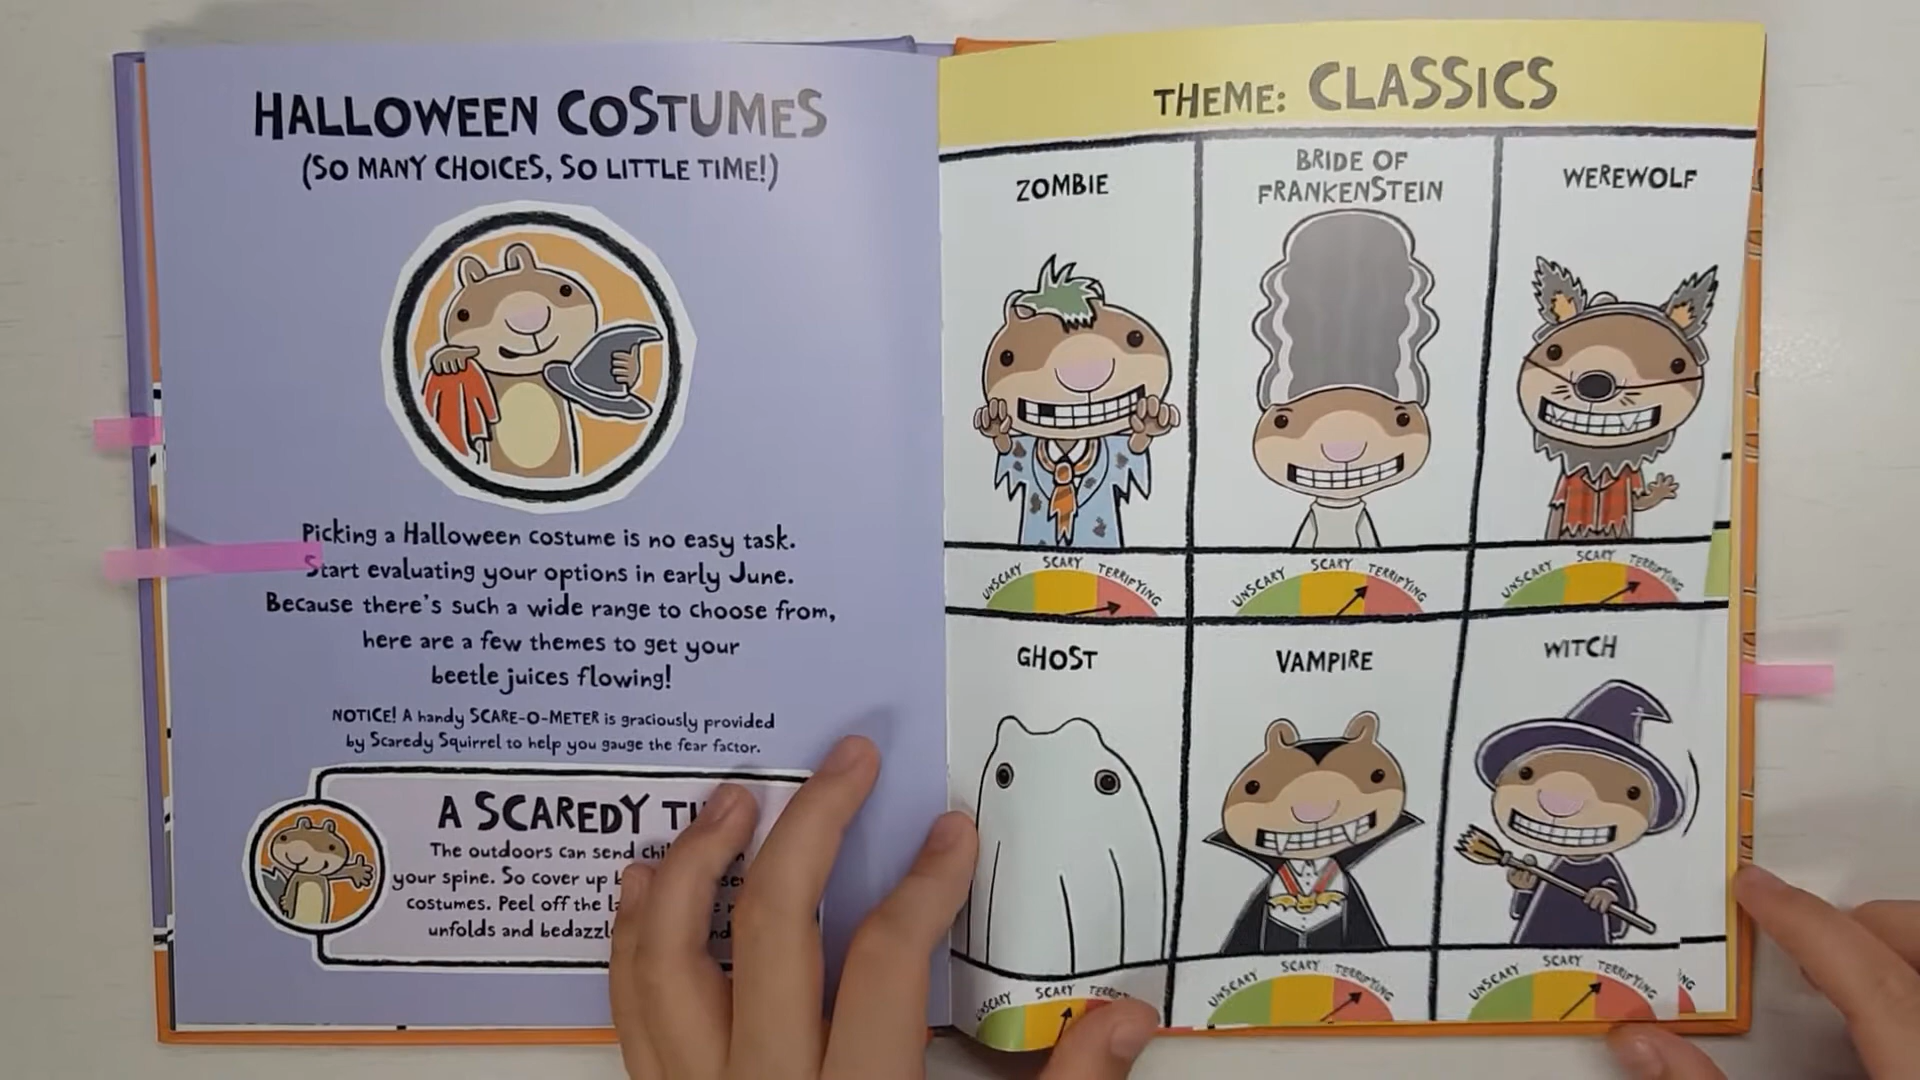 HALLOWEEN COSTUMES
(SO MANY CHOICES, SO LITTLE TIME!)
Picking a Halloween costume is no easy task.
Start evaluating your options in early June.
Because there's such a wide range to choose from,
here are a few themes to get your
beetle juices flowing!
NOTICE! A handy SCARE-O-METER is graciously provided
by Scaredy Squirrel to help you gauge the fear factor.
A SCAREDY
The outdoors can send
your spine. So cover up
costumes. Peel off the
unfolds and
THEME: CLASSICS
ZOMBIE
UNSCARY SCARY TERRIFYING
BRIDE OF
FRANKENSTEIN
UNSCARY SCARY TERRIFYING
WEREWOLF
UNSCARY SCARY TERRIFYING
GHOST
UNSCARY SCARY
VAMPIRE
UNSCARY SCARY TERRIFYING
WITCH
UNSCARY SCARY TERRIFYING